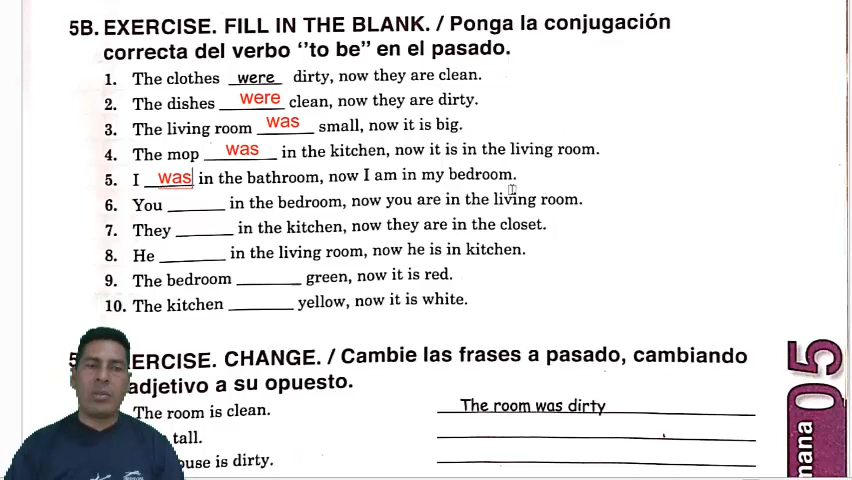 5B. EXERCISE. FILL IN THE BLANK. / Ponga la conjugación
correcta del verbo ‘‘to be’’ en el pasado.
1. The clothes were dirty, now they are clean.
2. The dishes were clean, now they are dirty.
3. The living room was small, now it is big.
4. The mop was in the kitchen, now it is in the living room.
5. I was in the bathroom, now I am in my bedroom.
6. You ______ in the bedroom, now you are in the living room.
7. They ______ in the kitchen, now they are in the closet.
8. He ______ in the living room, now he is in kitchen.
9. The bedroom ______ green, now it is red.
10. The kitchen ______ yellow, now it is white.
ERCISE. CHANGE. / Cambie las frases a pasado, cambiando
adjetivo a su opuesto.
The room is clean. The room was dirty
tall.
ouse is dirty.
mana 05